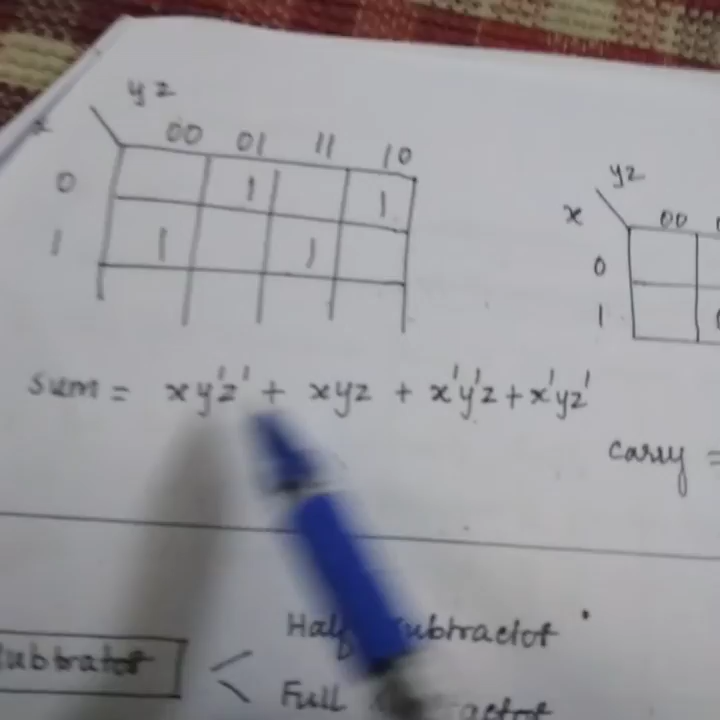 yz
x
00 01 11 10
0 1 1
1 1 1
yz
x 00
0
1
sum = xy'z' + xyz + x'y'z + x'yz'
carry =
Half
Full